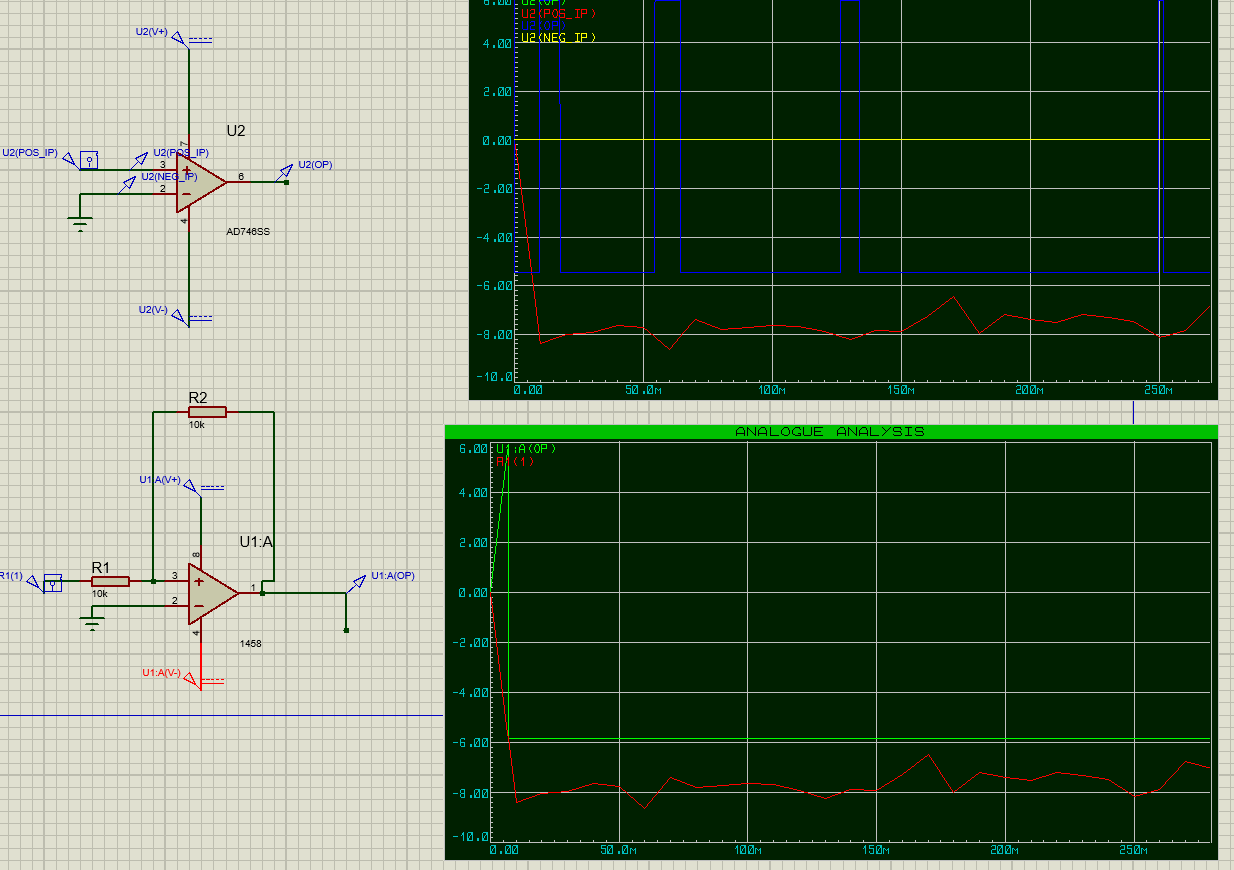 U2(V+)
U2
7
U2(POS_IP)
U2(POS_IP)
3
U2(NEG_IP)
2
6
U2(OP)
4
AD746SS
U2(V-)
R2
10k
U1:A(V+)
U1:A
8
R1(1)
R1
10k
3
2
1
U1:A(OP)
4
1458
U1:A(V-)
U2(OP)
U2(POS_IP)
U2(NEG_IP)
6.00
4.00
2.00
0.00
-2.00
-4.00
-6.00
-8.00
-10.0
0.00 50.0m 100m 150m 200m 250m
ANALOGUE ANALYSIS
U1:A(OP)
R1(1)
6.00
4.00
2.00
0.00
-2.00
-4.00
-6.00
-8.00
-10.0
0.00 50.0m 100m 150m 200m 250m